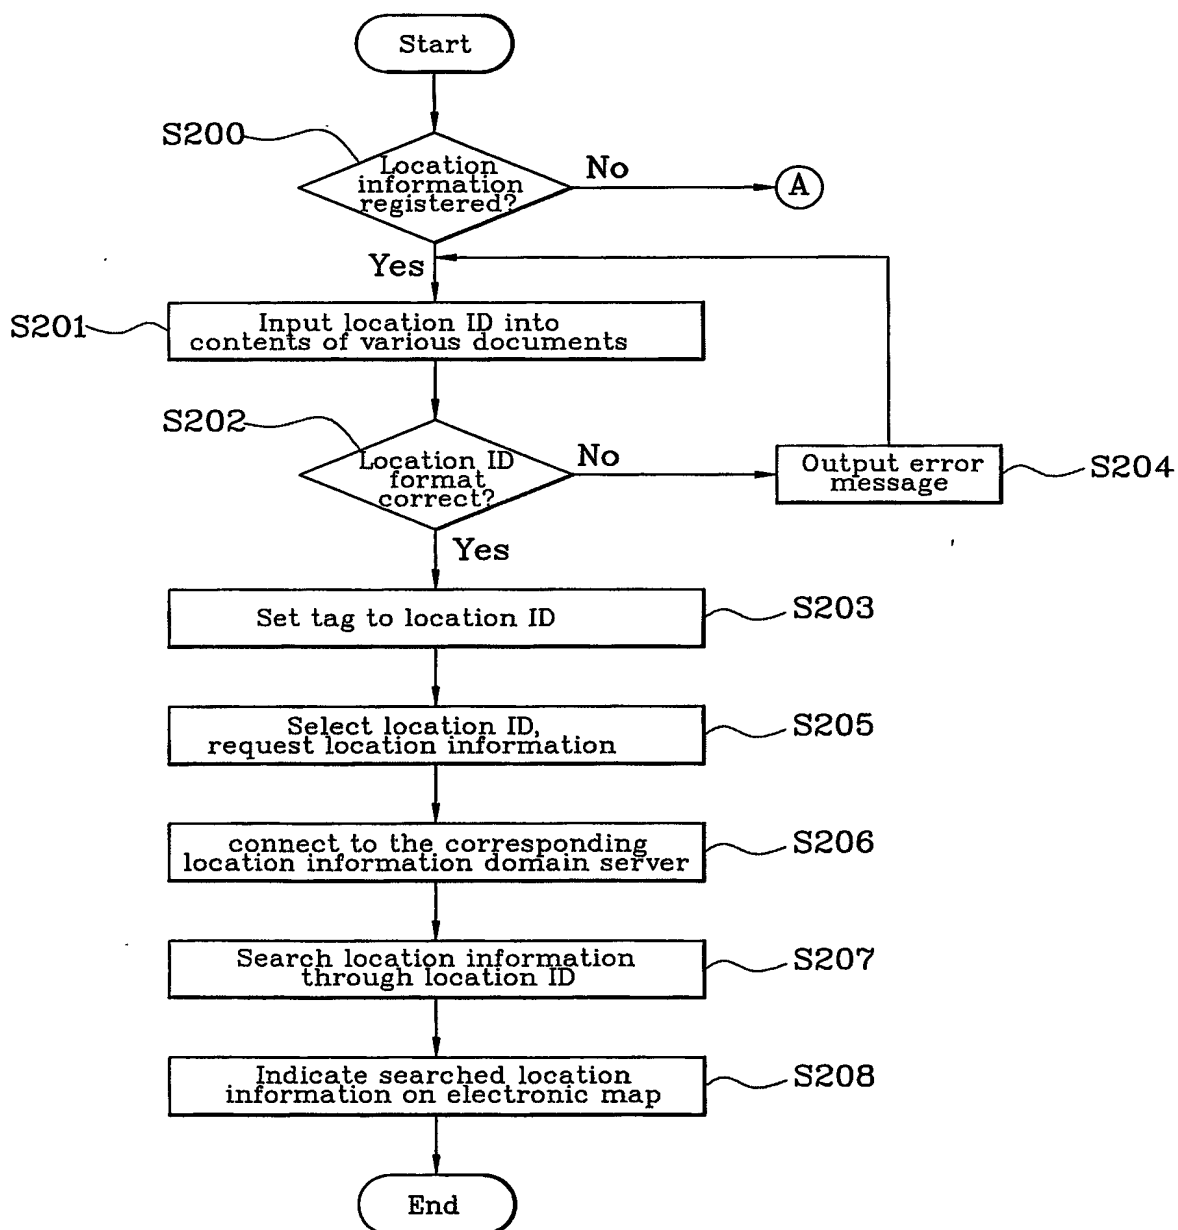 Start
S200
Location
information
registered?
No
A
Yes
S201
Input location ID into
contents of various documents
S202
Location ID
format
correct?
No
Output error
message
S204
Yes
Set tag to location ID
S203
Select location ID,
request location information
S205
connect to the corresponding
location information domain server
S206
Search location information
through location ID
S207
Indicate searched location
information on electronic map
S208
End